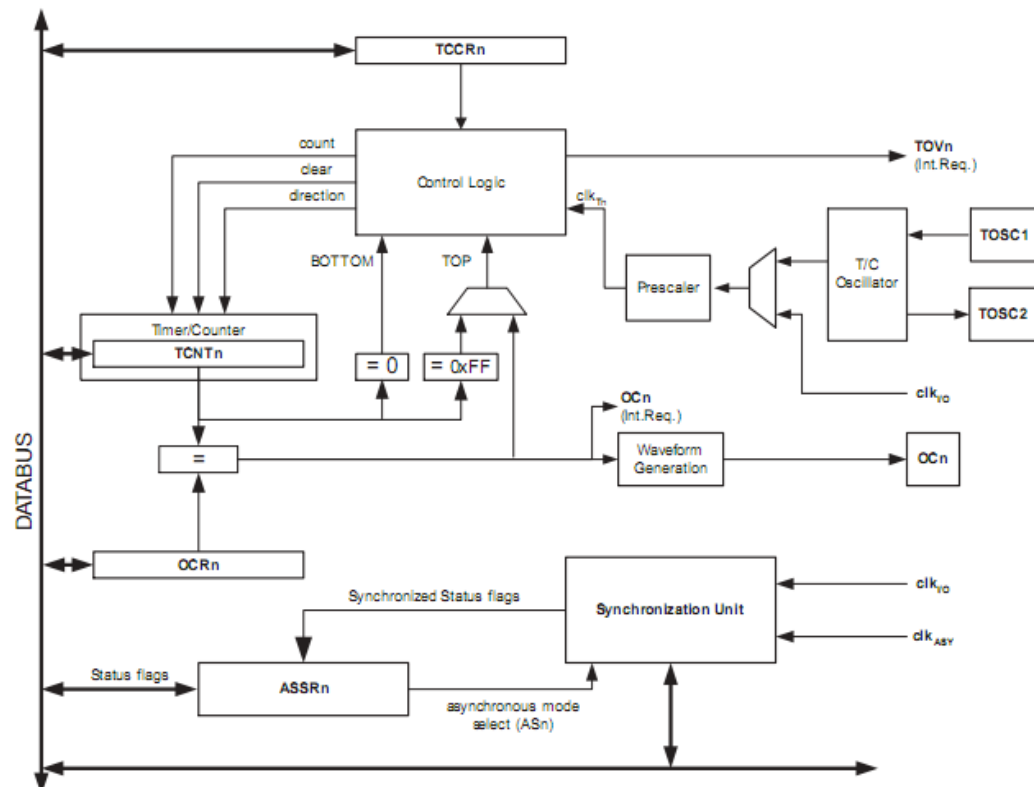 TCCRn
count
clear
direction
Control Logic
TOVn
(Int.Req.)
clkTn
BOTTOM
TOP
TOSC1
T/C
Oscillator
Prescaler
TOSC2
Timer/Counter
TCNTn
= 0
= 0xFF
clkI/O
OCn
(Int.Req.)
=
Waveform
Generation
OCn
DATABUS
OCRn
Synchronized Status flags
Synchronization Unit
clkI/O
clkASY
Status flags
ASSRn
asynchronous mode
select (ASn)